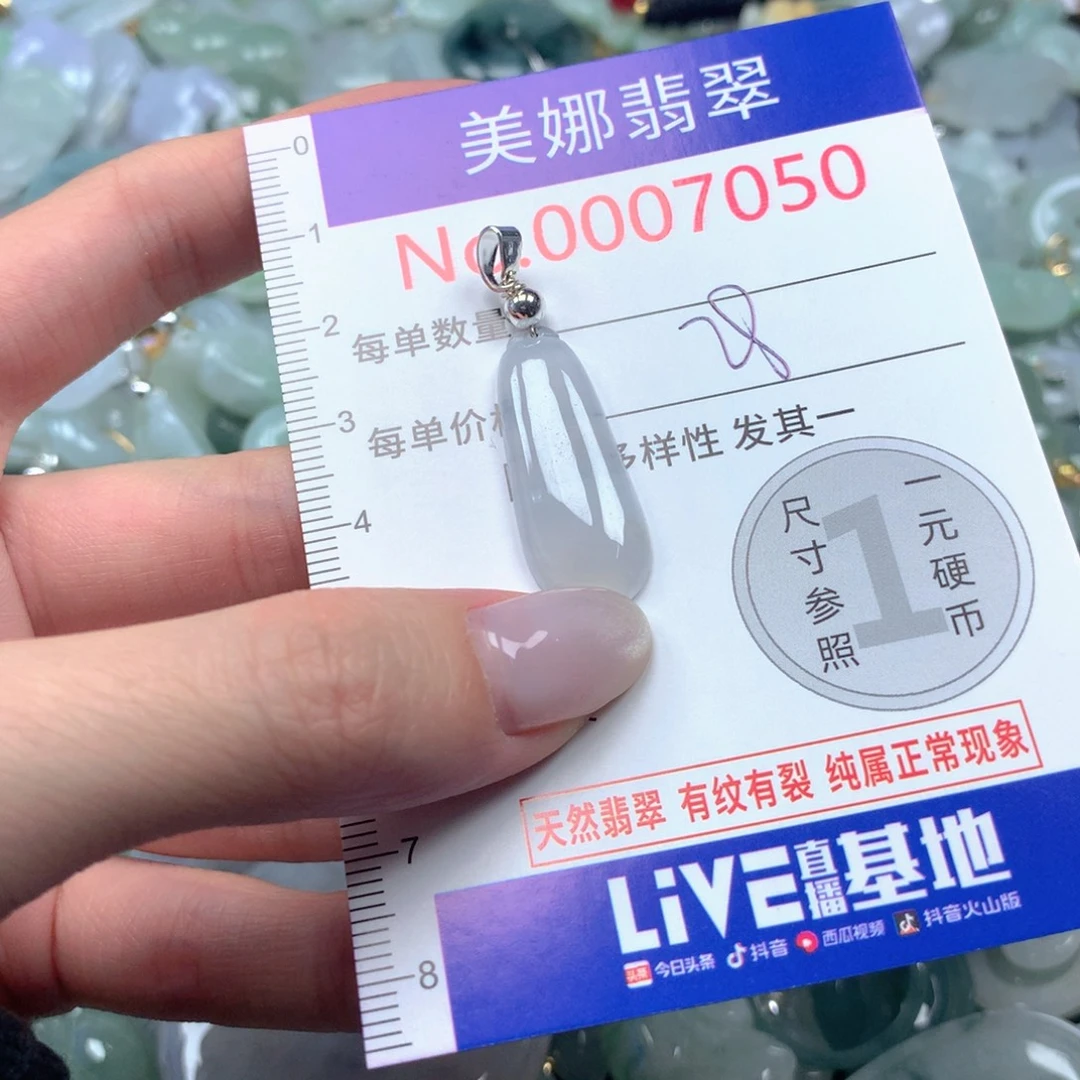 美娜翡翠
No.0007050
每单数量
每单价
多样性 发其一
尺寸参照
1
一元硬币
天然翡翠 有纹有裂 纯属正常现象
LiVE直播基地
头条 今日头条 抖音 西瓜视频 抖音火山版
0
1
2
3
4
7
8